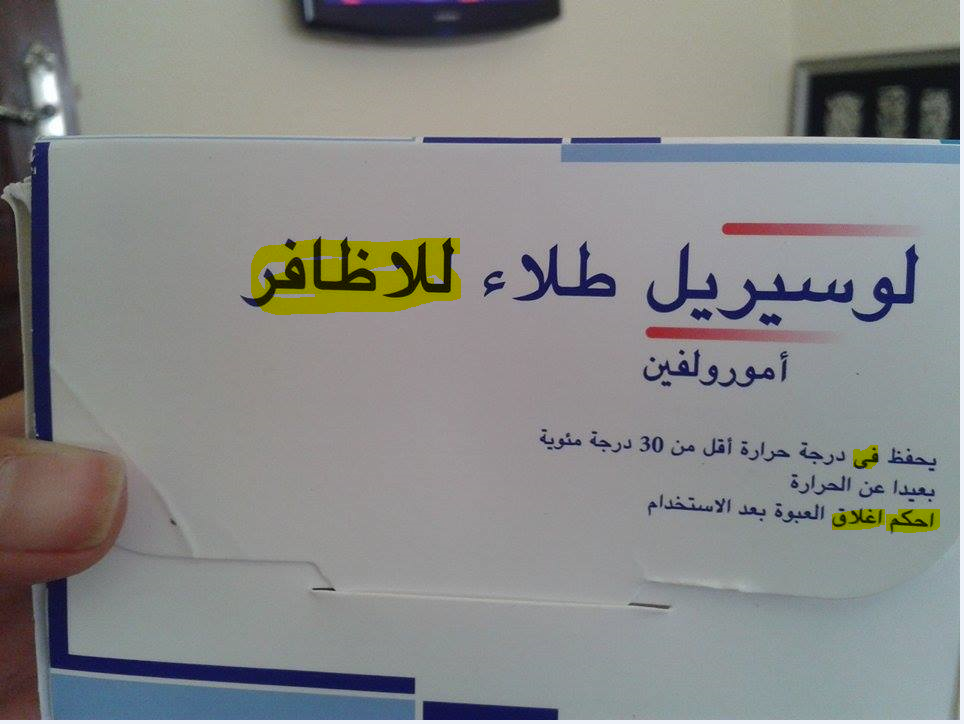 لوسيريل طلاء للاظافر
أمورولفين
يحفظ فى درجة حرارة أقل من 30 درجة مئوية
بعيدا عن الحرارة
احكم اغلاق العبوة بعد الاستخدام